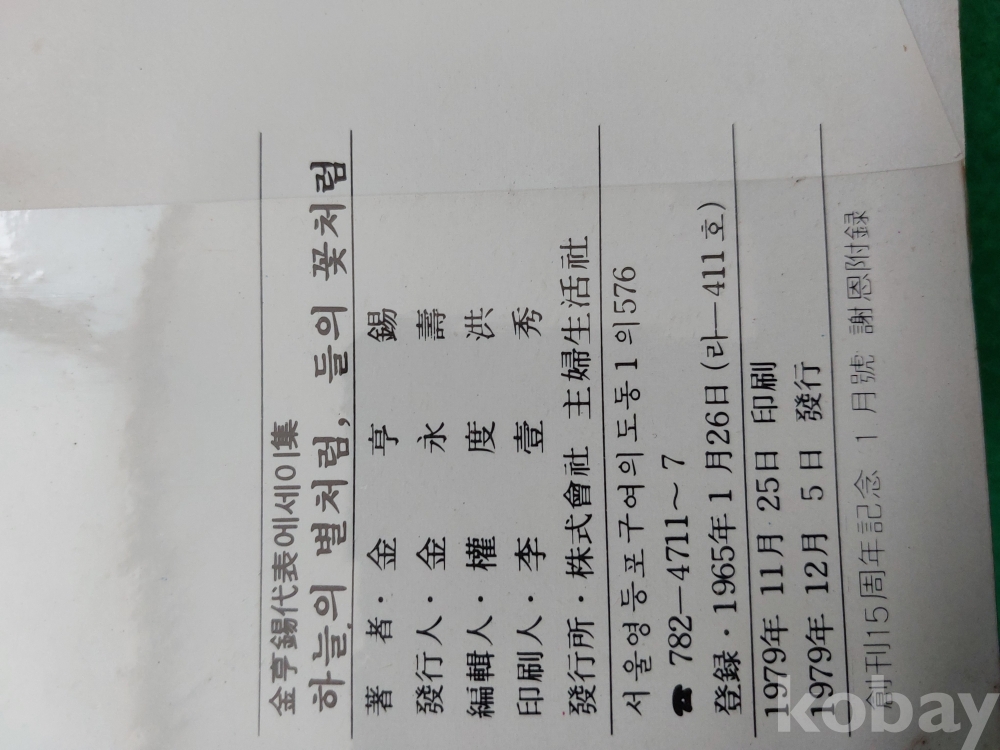 金亨錫代表에세이集
하늘의 별처럼, 들의 꽃처럼
著者·金亨錫
發行人·金永壽
編輯人·權度洪
印刷人·李壹秀
發行所·株式會社 主婦生活社
서울영등포구여의도동1의576
☎ 782—4711~7
登録·1965年1月26日(라—411호)
1979年 11月 25日 印刷
1979年 12月 5日 發行
創刊15周年記念 1月號 謝恩附録
kobay